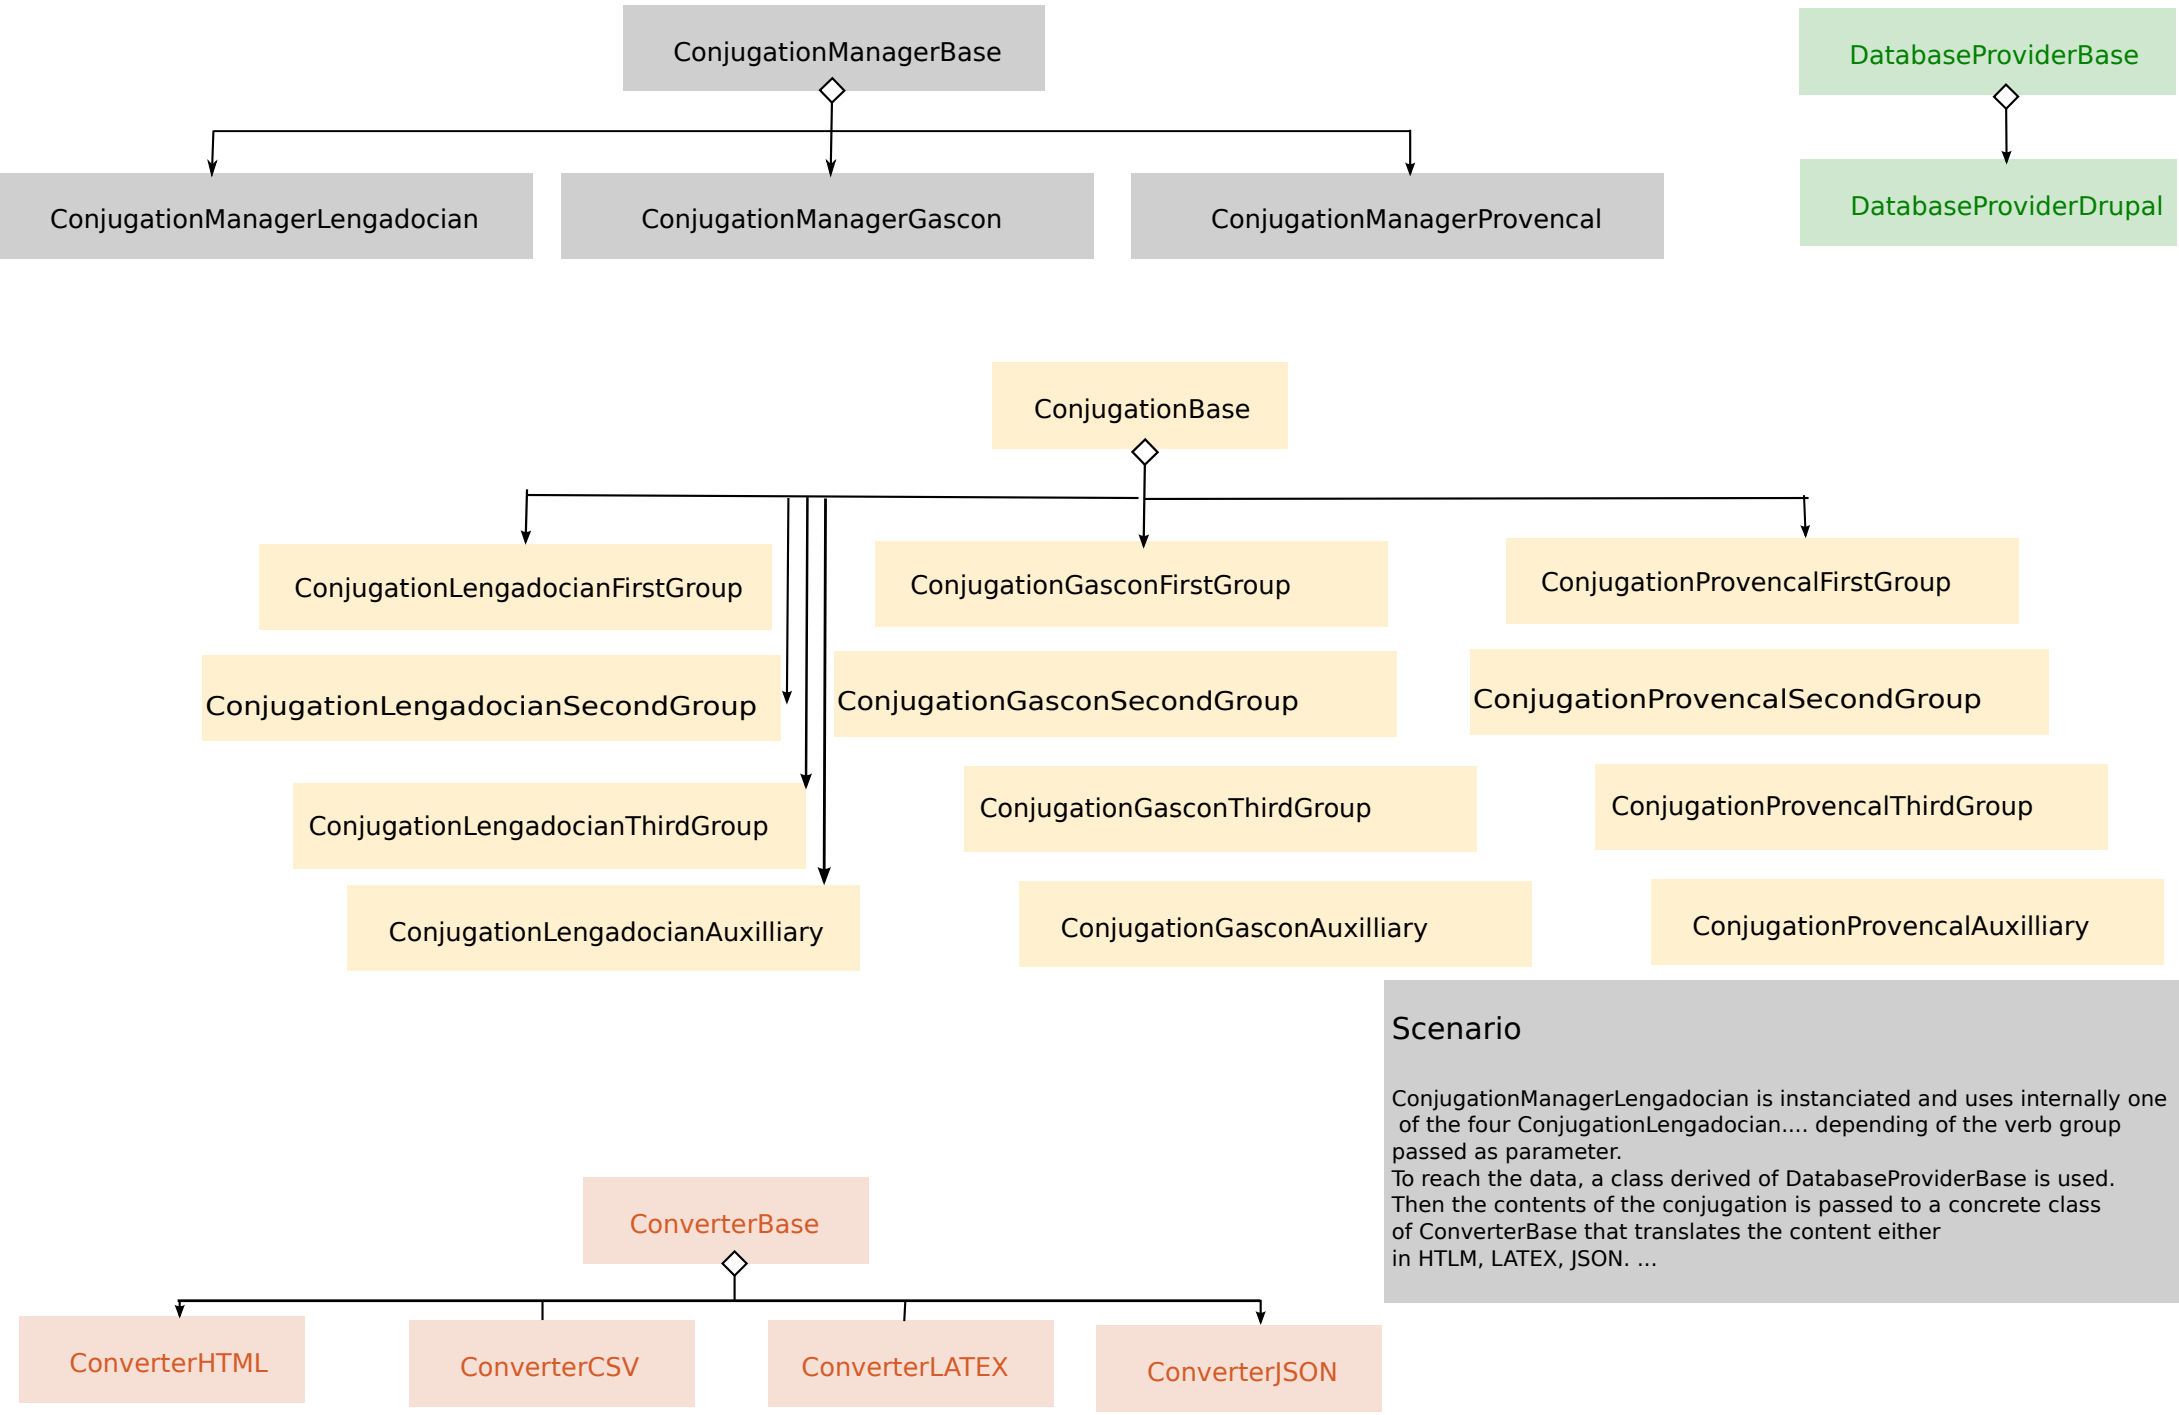 ConjugationManagerBase
DatabaseProviderBase
ConjugationManagerLengadocian
ConjugationManagerGascon
ConjugationManagerProvencal
DatabaseProviderDrupal
ConjugationBase
ConjugationLengadocianFirstGroup
ConjugationGasconFirstGroup
ConjugationProvencalFirstGroup
ConjugationLengadocianSecondGroup
ConjugationGasconSecondGroup
ConjugationProvencalSecondGroup
ConjugationLengadocianThirdGroup
ConjugationGasconThirdGroup
ConjugationProvencalThirdGroup
ConjugationLengadocianAuxilliary
ConjugationGasconAuxilliary
ConjugationProvencalAuxilliary
Scenario
ConjugationManagerLengadocian is instanciated and uses internally one
of the four ConjugationLengadocian.... depending of the verb group
passed as parameter.
To reach the data, a class derived of DatabaseProviderBase is used.
Then the contents of the conjugation is passed to a concrete class
of ConverterBase that translates the content either
in HTLM, LATEX, JSON. ...
ConverterBase
ConverterHTML
ConverterCSV
ConverterLATEX
ConverterJSON